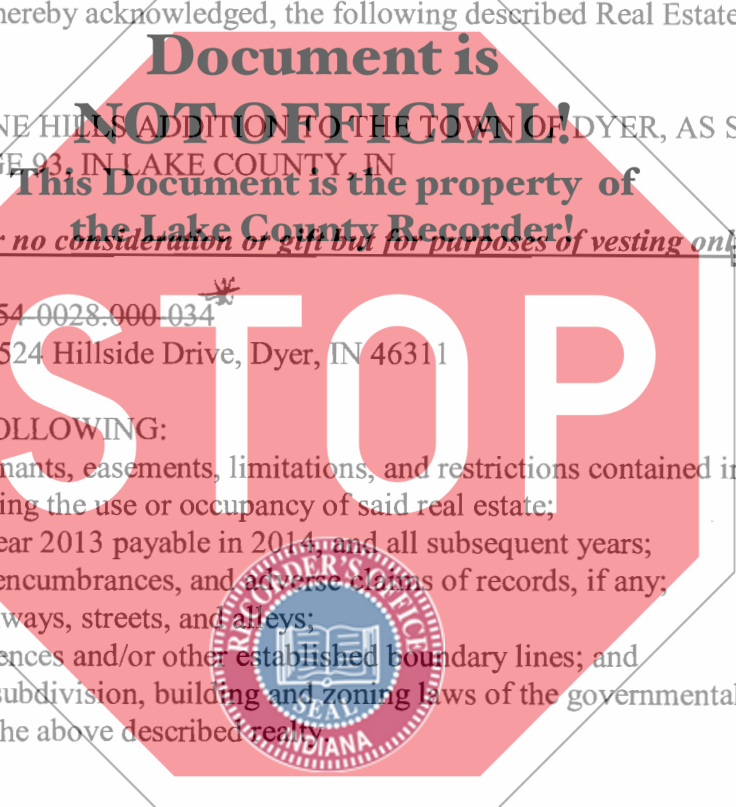 hereby acknowledged, the following described Real Estate
Document is
NOT OFFICIAL!
NE HILLS ADDITION TO THE TOWN OF DYER, AS S
GE 93, IN LAKE COUNTY, IN
This Document is the property of
the Lake County Recorder!
r no consideration or gift but for purposes of vesting onl
54-0028.000-034
524 Hillside Drive, Dyer, IN 46311
STOP
OLLOWING:
nants, easements, limitations, and restrictions contained in
ing the use or occupancy of said real estate;
ear 2013 payable in 2014, and all subsequent years;
encumbrances, and adverse claims of records, if any;
ways, streets, and alleys;
ences and/or other established boundary lines; and
subdivision, building and zoning laws of the governmental
he above described realty.
RECORDER'S OFFICE
SEAL
INDIANA